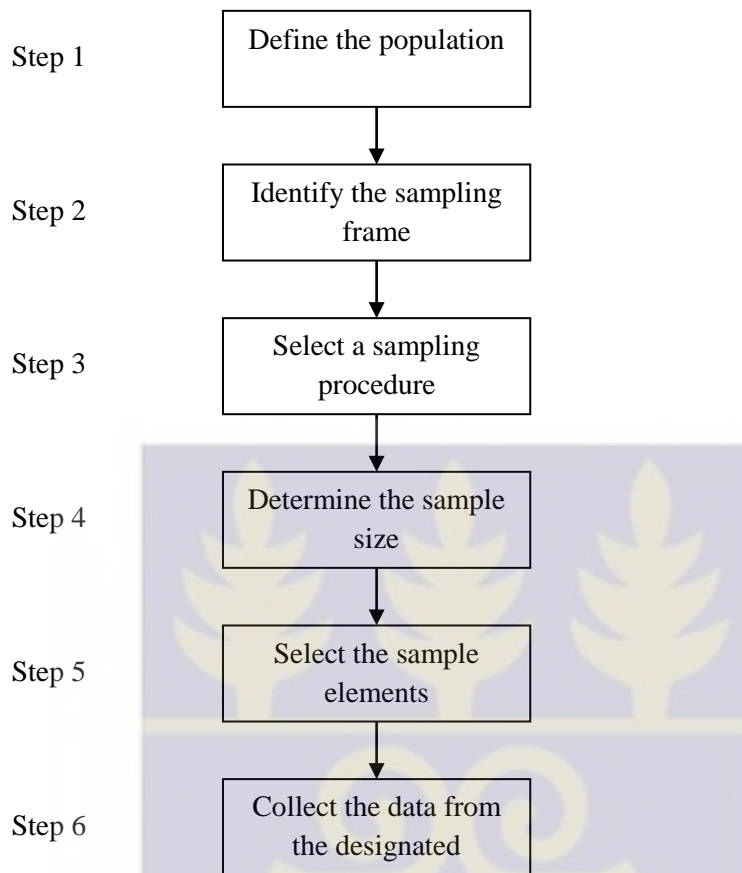 Step 1
Define the population
Step 2
Identify the sampling
frame
Step 3
Select a sampling
procedure
Step 4
Determine the sample
size
Step 5
Select the sample
elements
Step 6
Collect the data from
the designated